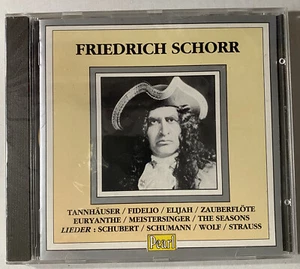 FRIEDRICH SCHORR
TANNHÄUSER / FIDELIO / ELIJAH / ZAUBERFLÖTE
EURYANTHE / MEISTERSINGER / THE SEASONS
LIEDER : SCHUBERT / SCHUMANN / WOLF / STRAUSS
Pearl